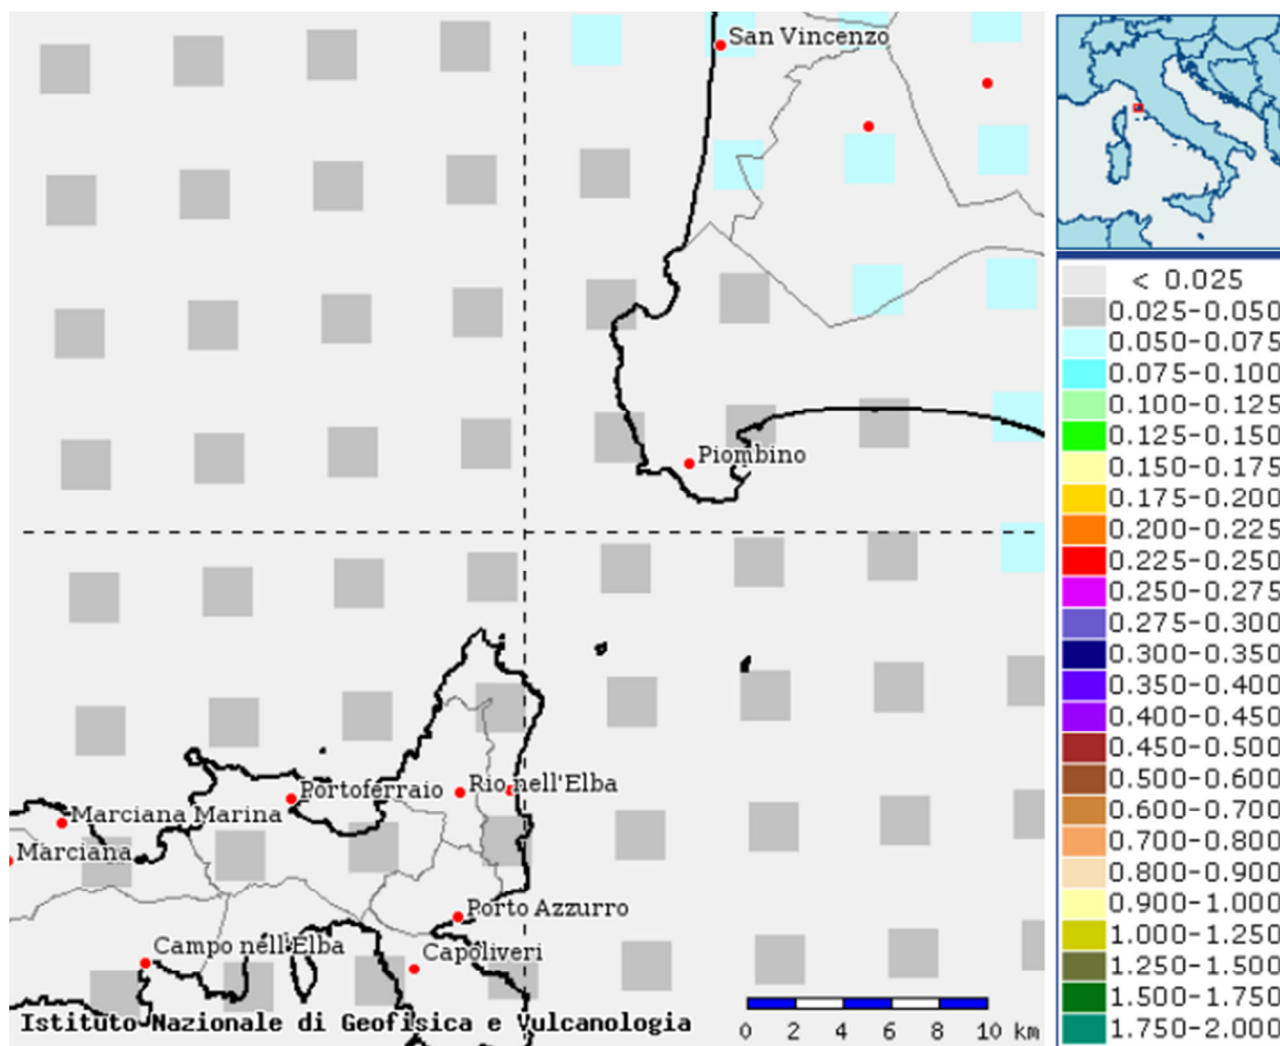 San Vincenzo
Piombino
Portoferraio
Rio nell'Elba
Marciana Marina
Marciana
Porto Azzurro
Campo nell'Elba
Capoliveri
Istituto Nazionale di Geofisica e Vulcanologia
0 2 4 6 8 10 km
< 0.025
0.025-0.050
0.050-0.075
0.075-0.100
0.100-0.125
0.125-0.150
0.150-0.175
0.175-0.200
0.200-0.225
0.225-0.250
0.250-0.275
0.275-0.300
0.300-0.350
0.350-0.400
0.400-0.450
0.450-0.500
0.500-0.600
0.600-0.700
0.700-0.800
0.800-0.900
0.900-1.000
1.000-1.250
1.250-1.500
1.500-1.750
1.750-2.000